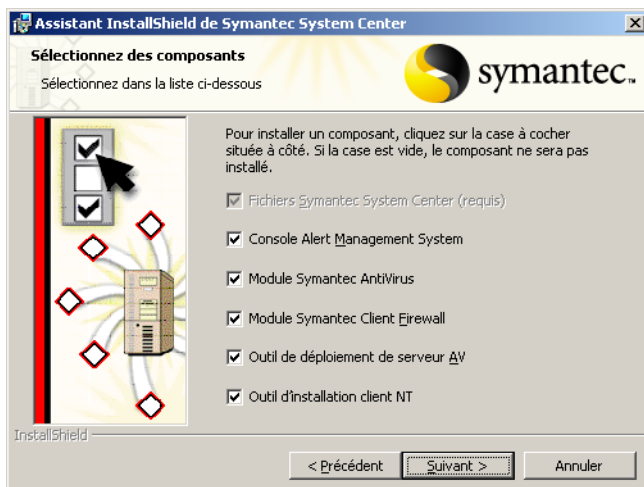 Assistant InstallShield de Symantec System Center
Sélectionnez des composants
Sélectionnez dans la liste ci-dessous
symantec™
Pour installer un composant, cliquez sur la case à cocher
située à côté. Si la case est vide, le composant ne sera pas
installé.
Fichiers Symantec System Center (requis)
Console Alert Management System
Module Symantec AntiVirus
Module Symantec Client Firewall
Outil de déploiement de serveur AV
Outil d'installation client NT
InstallShield
< Précédent
Suivant >
Annuler